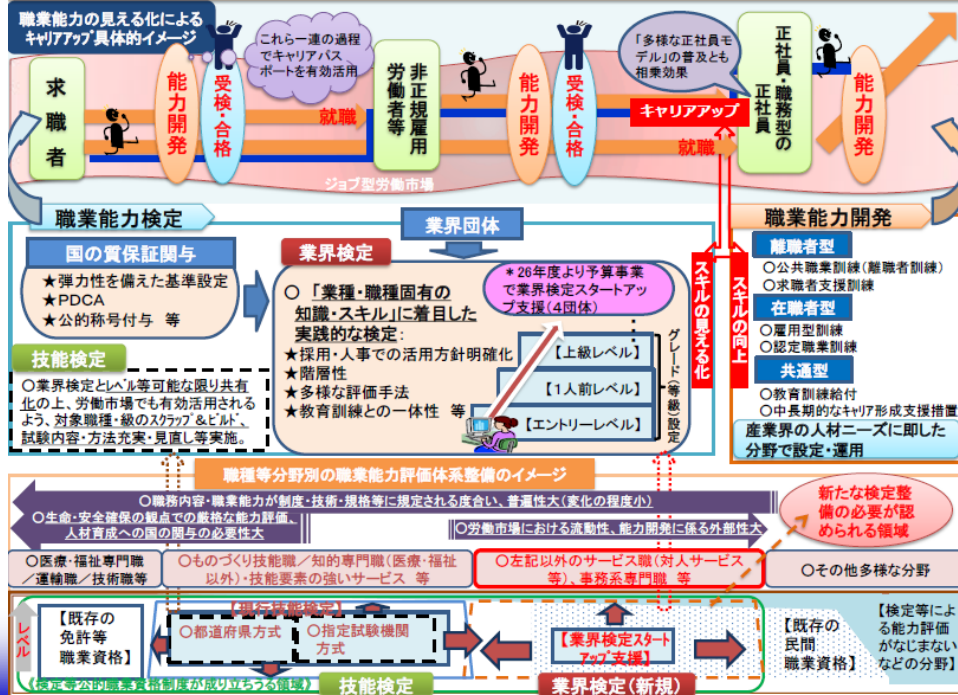 職業能力の見える化による
キャリアアップ具体的イメージ
求職者
能力開発
受検・合格
これら一連の過程
でキャリアパス
ポートを有効活用
就職
非正規雇用
労働者等
能力開発
受検・合格
「多様な正社員モ
デル」の普及とも
相乗効果
キャリアアップ
就職
正社員・職務型の
正社員
能力開発
ジョブ型労働市場
職業能力検定
国の質保証関与
★弾力性を備えた基準設定
★PDCA
★公的称号付与 等
技能検定
○業界検定とレベル等可能な限り共有
化の上、労働市場でも有効活用されるよう、対象職種・級のスクラップ&ビルド、
試験内容・方法充実・見直し等実施。
業界団体
業界検定
○ 「業種・職種固有の
知識・スキル」に着目した
実践的な検定:
★採用・人事での活用方針明確化
★階層性
★多様な評価手法
★教育訓練との一体性 等
*26年度より予算事業
で業界検定スタートアッ
プ支援(4団体)
【上級レベル】
【1人前レベル】
【エントリーレベル】
グレード(等級)設定
スキルの見える化
スキルの向上
職業能力開発
離職者型
○公共職業訓練(離職者訓練)
○求職者支援訓練
在職者型
○雇用型訓練
○認定職業訓練
共通型
○教育訓練給付
○中長期的なキャリア形成支援措置
産業界の人材ニーズに即した
分野で設定・運用
職種等分野別の職業能力評価体系整備のイメージ
○職務内容・職業能力が制度・技術・規格等に規定される度合い、普遍性大(変化の程度小)
○生命・安全確保の観点での厳格な能力評価、
人材育成への国の関与の必要性大
○労働市場における流動性、能力開発に係る外部性大
新たな検定整
備の必要が認
められる領域
○医療・福祉専門職
/運輸職/技術職等
○ものづくり技能職/知的専門職(医療・福祉
以外)・技能要素の強いサービス 等
○左記以外のサービス職(対人サービス
等)、事務系専門職 等
○その他多様な分野
レベル
【既存の
免許等
職業資格】
【現行技能検定】
○都道府県方式
○指定試験機関
方式
【業界検定スタート
アップ支援】
【既存の
民間
職業資格】
【検定等によ
る能力評価
がなじまない
などの分野】
《検定等公的職業資格制度が成り立ちうる領域》
技能検定
業界検定(新規)